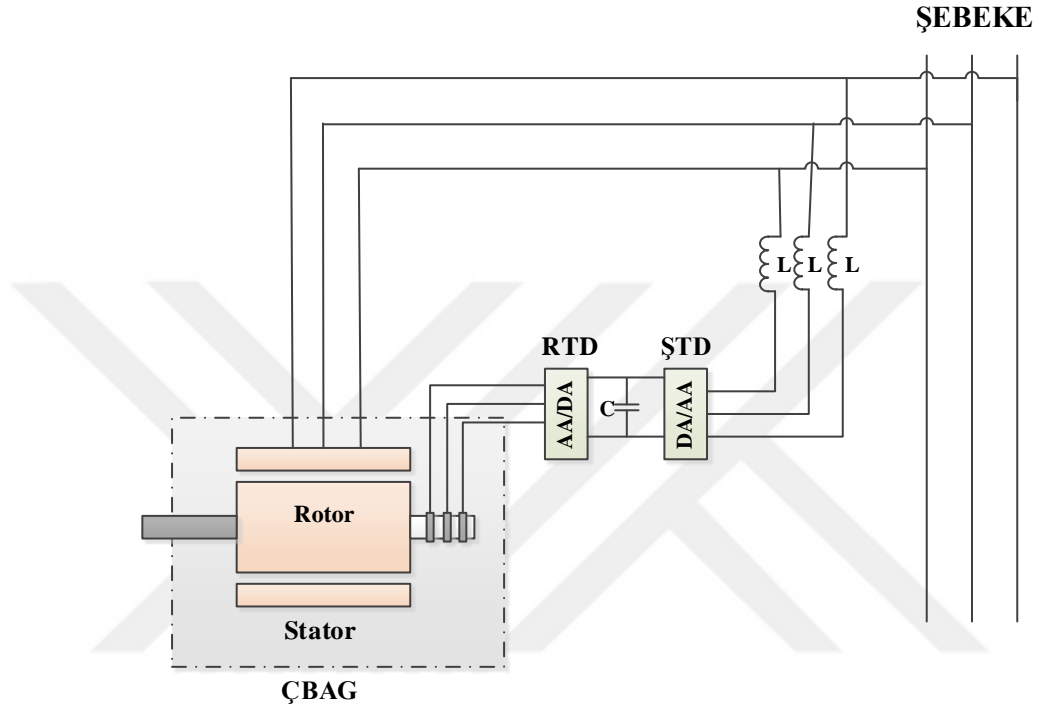 ŞEBEKE
L L L
RTD ŞTD
AA/DA C DA/AA
Rotor
Stator
ÇBAG